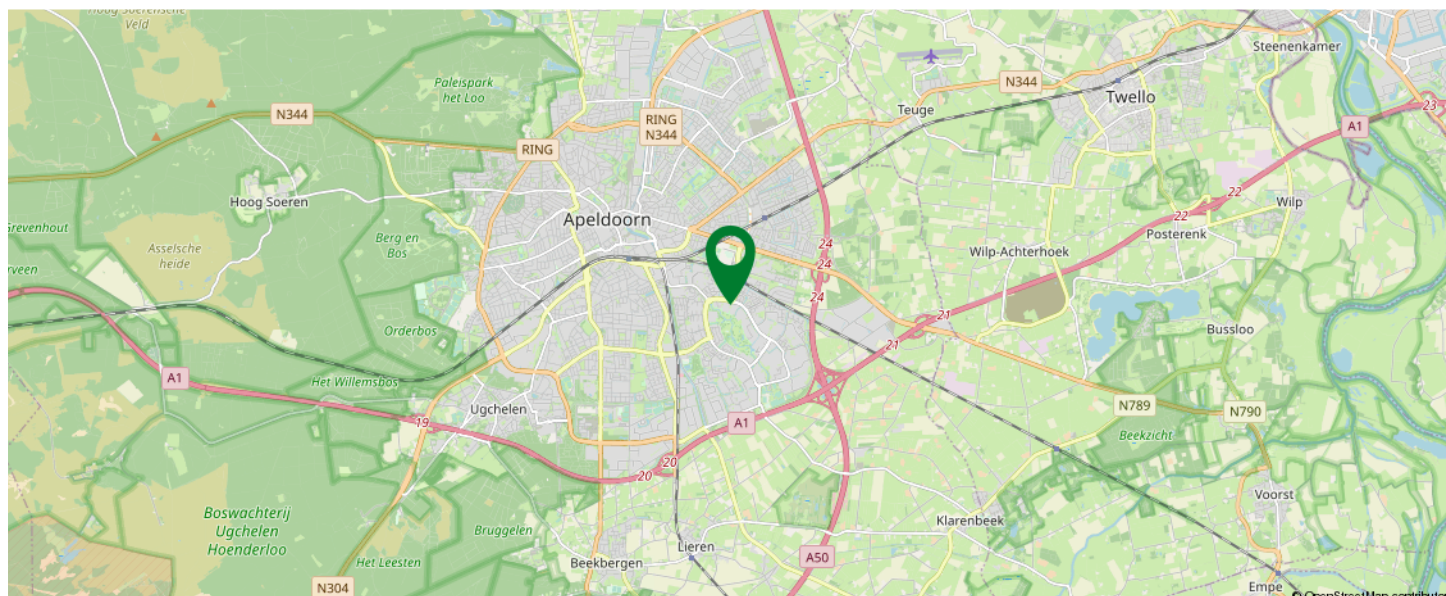 Hoog Soerensche
Veld
Steenenkamer
Paleispark
het Loo
N344
Twello
23
N344
Teuge
RING
N344
A1
RING
22
Hoog Soeren
Wilp
22
Apeldoorn
Posterenk
Grevenhout
Berg en
Bos
24
Asselsche
heide
Wilp-Achterhoek
24
24
21
Bussloo
Orderbos
21
A1
Het Willemsbos
N789
N790
Ugchelen
19
A1
Beekzicht
20
20
Voorst
Boswachterij
Ugchelen
Hoenderloo
Klarenbeek
Bruggelen
Lieren
A50
Het Leesten
Beekbergen
N304
Empe